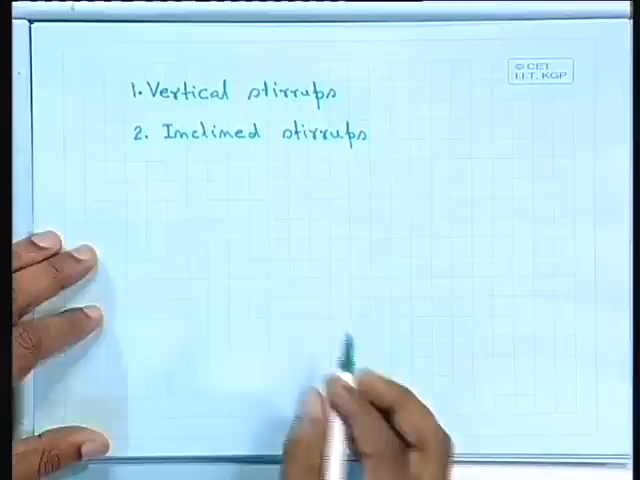 © CET
I.I.T. KGP
1. Vertical stirrups
2. Inclined stirrups